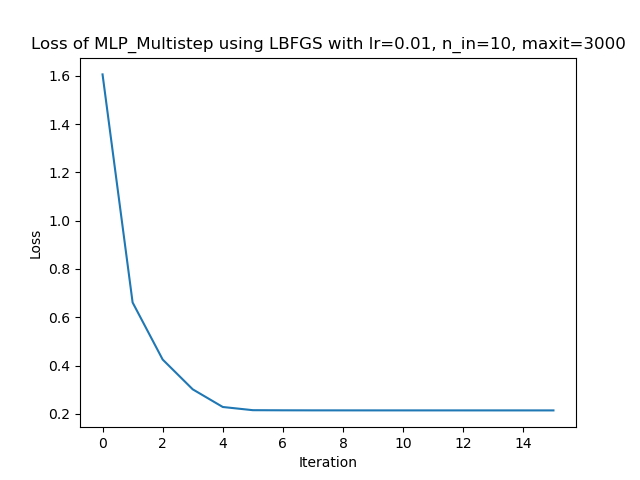 Loss of MLP_Multistep using LBFGS with lr=0.01, n_in=10, maxit=3000
1.6
1.4
1.2
1.0
0.8
0.6
0.4
0.2
Loss
0 2 4 6 8 10 12 14
Iteration